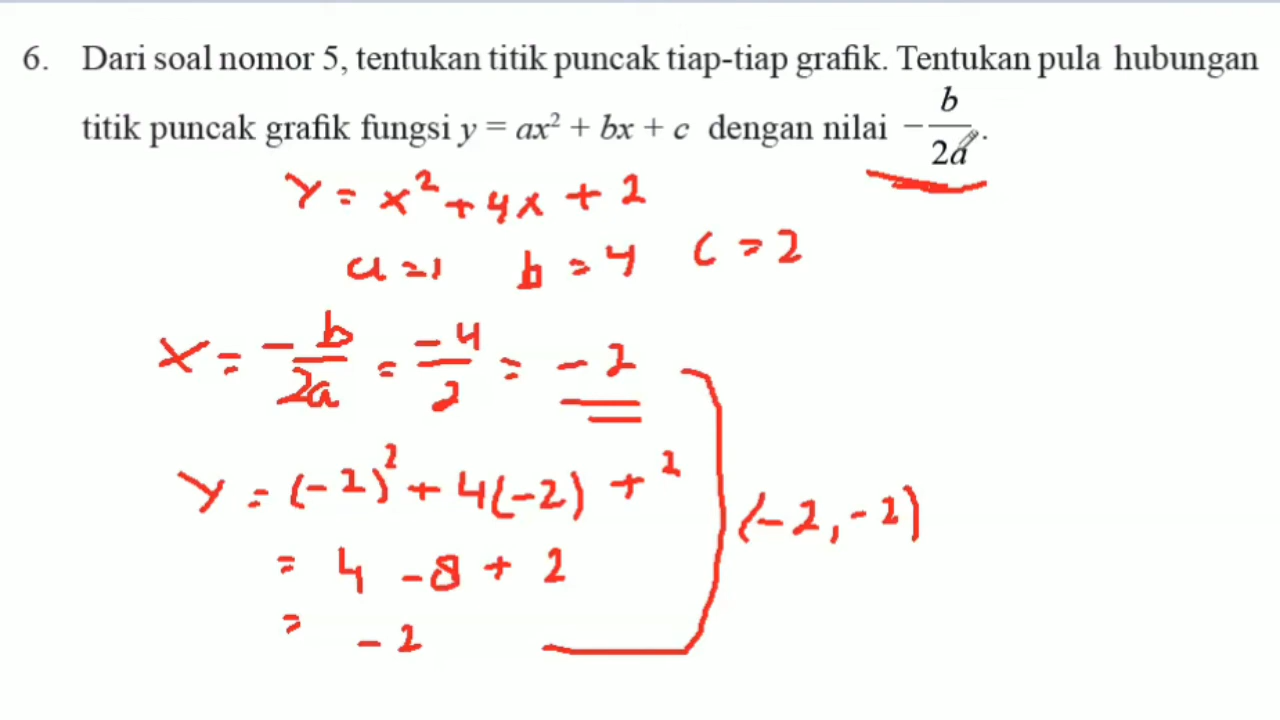 6. Dari soal nomor 5, tentukan titik puncak tiap-tiap grafik. Tentukan pula hubungan
titik puncak grafik fungsi y = ax² + bx + c dengan nilai −b/2a.
y = x² + 4x + 2
a = 1 b = 4 c = 2
x = -b/2a = -4/2 = -2
y = (-2)² + 4(-2) + 2
= 4 - 8 + 2
= -2
(-2, -2)